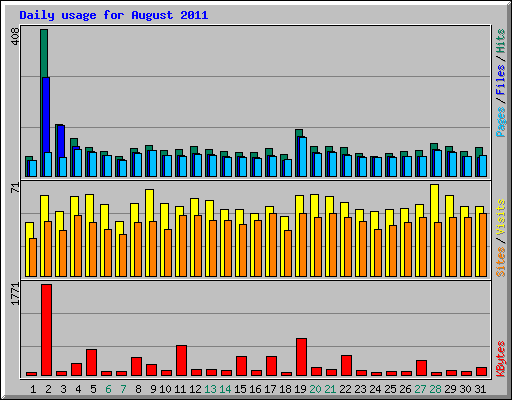 Daily usage for August 2011
408
Pages / Files / Hits
71
Sites / Visits
1771
KBytes
1 2 3 4 5 6 7 8 9 10 11 12 13 14 15 16 17 18 19 20 21 22 23 24 25 26 27 28 29 30 31